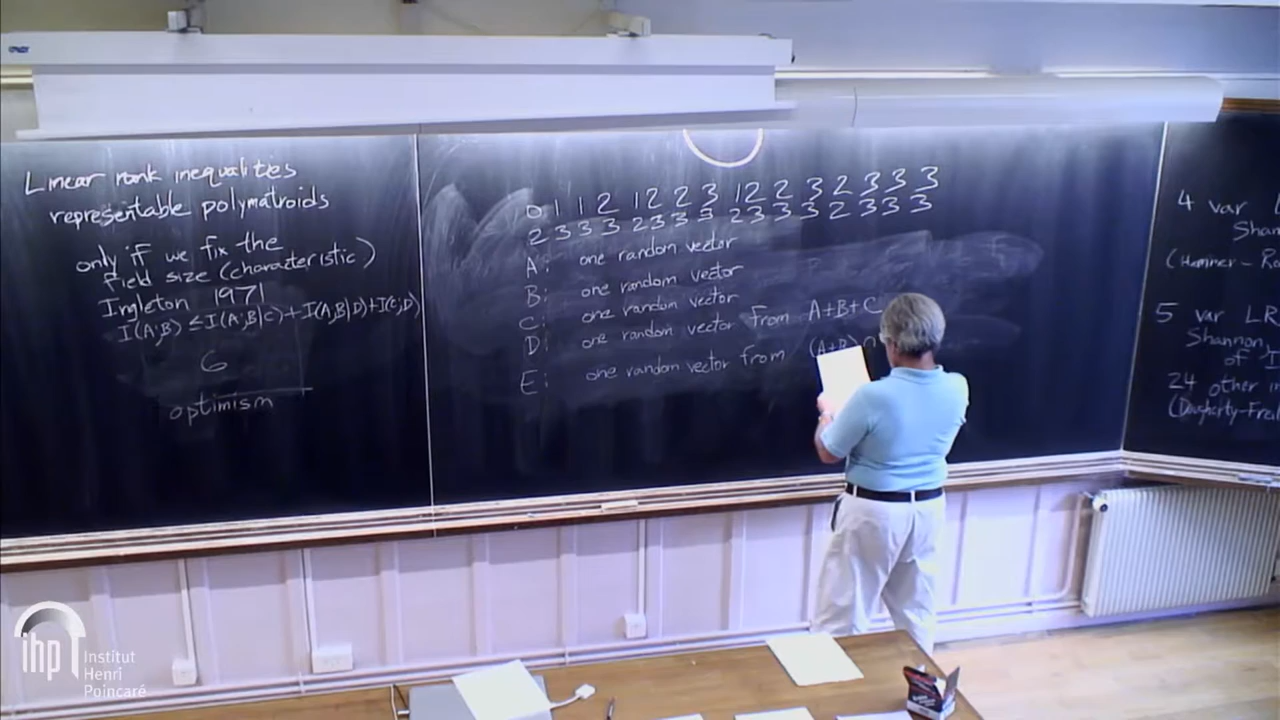 Linear rank inequalities
representable polymatroids
only if we fix the
field size (characteristic)
Ingleton 1971
I(A;B) ≤ I(A;B|C) + I(A;B|D) + I(C;D)
6
optimism
0 1 1 2 1 2 2 3 1 2 2 3 2 3 3 3
2 3 3 3 2 3 3 3 2 3 3 3 2 3 3 3
A: one random vector
B: one random vector
C: one random vector
D: one random vector from A+B+C
E: one random vector from (A+B)
4 var
Shan
(Hammer-Ro
5 var LR
Shannon,
of I
24 other in
(Dougherty-Frei
ihp
Institut
Henri
Poincaré